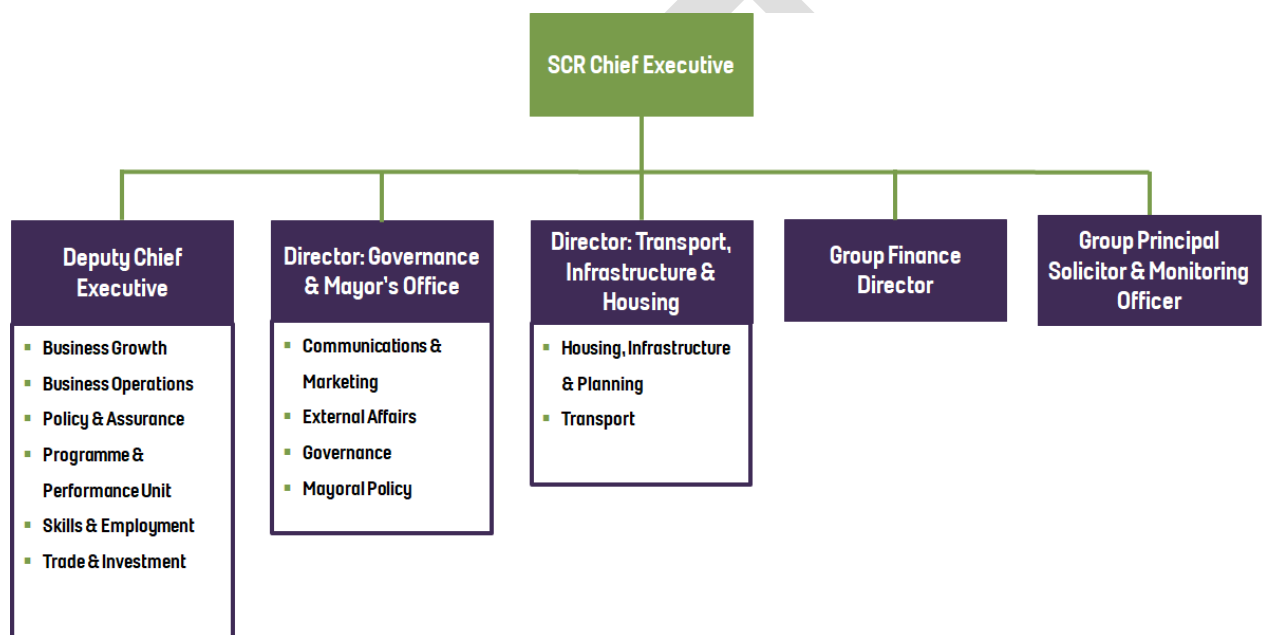 SCR Chief Executive
Deputy Chief
Executive
Business Growth
Business Operations
Policy & Assurance
Programme &
Performance Unit
Skills & Employment
Trade & Investment
Director: Governance
& Mayor's Office
Communications &
Marketing
External Affairs
Governance
Mayoral Policy
Director: Transport,
Infrastructure &
Housing
Housing, Infrastructure
& Planning
Transport
Group Finance
Director
Group Principal
Solicitor & Monitoring
Officer